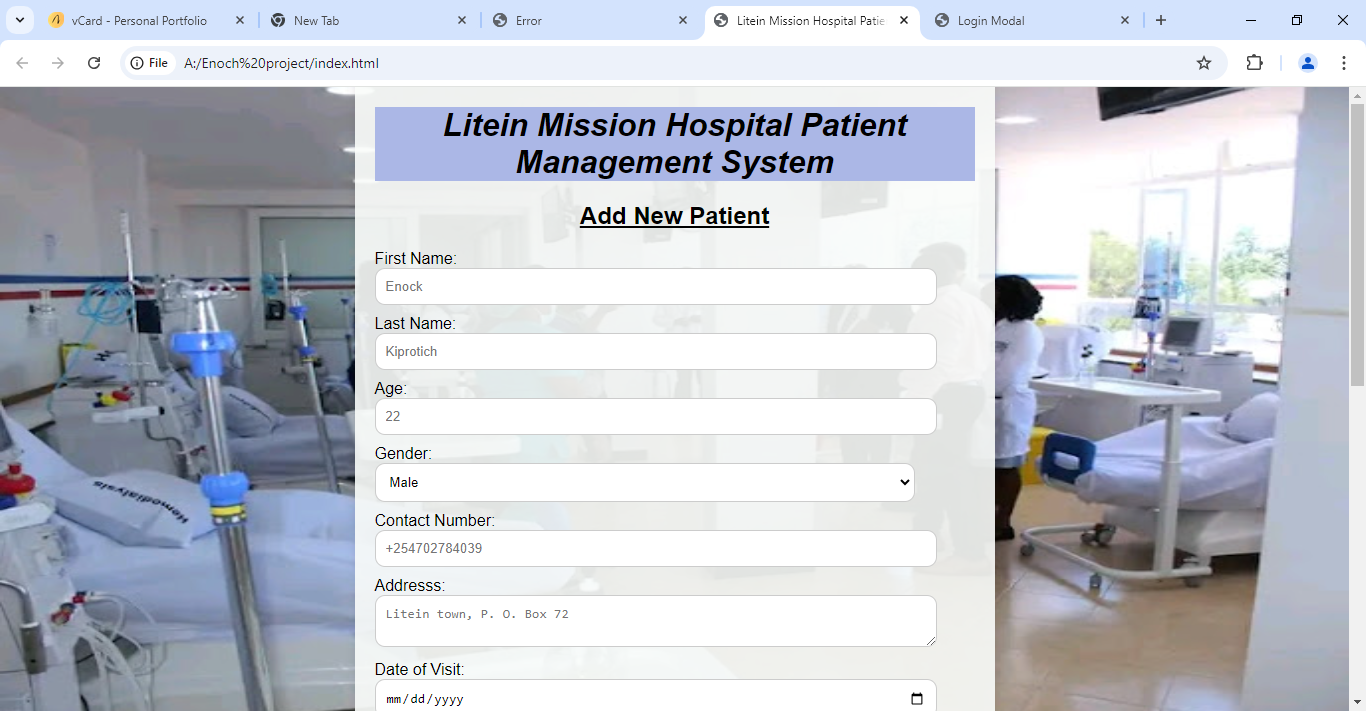 vCard - Personal Portfolio
New Tab
Error
Litein Mission Hospital Patie
Login Modal
File
A:/Enoch%20project/index.html
Litein Mission Hospital Patient
Management System
Add New Patient
First Name:
Enock
Last Name:
Kiprotich
Age:
22
Gender:
Male
Contact Number:
+254702784039
Addresss:
Litein town, P. O. Box 72
Date of Visit:
mm/dd/yyyy
Hemodialysis